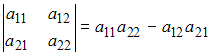 |a₁₁ a₁₂|
|a₂₁ a₂₂| = a₁₁a₂₂ − a₁₂a₂₁